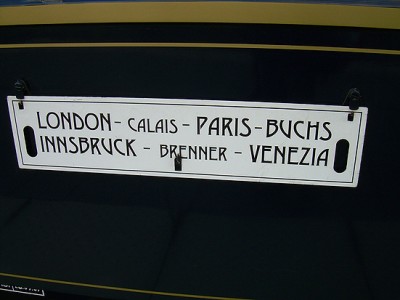 LONDON - CALAIS - PARIS - BUCHS
INNSBRUCK - BRENNER - VENEZIA